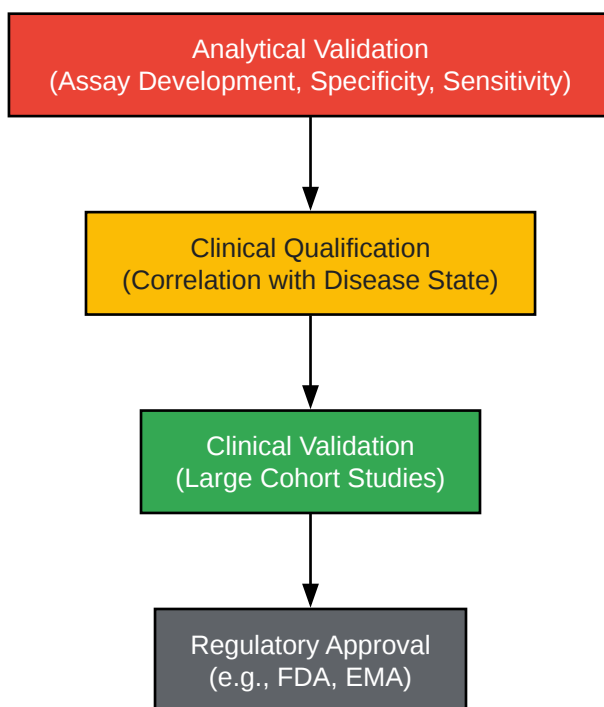 Analytical Validation
(Assay Development, Specificity, Sensitivity)
Clinical Qualification
(Correlation with Disease State)
Clinical Validation
(Large Cohort Studies)
Regulatory Approval
(e.g., FDA, EMA)